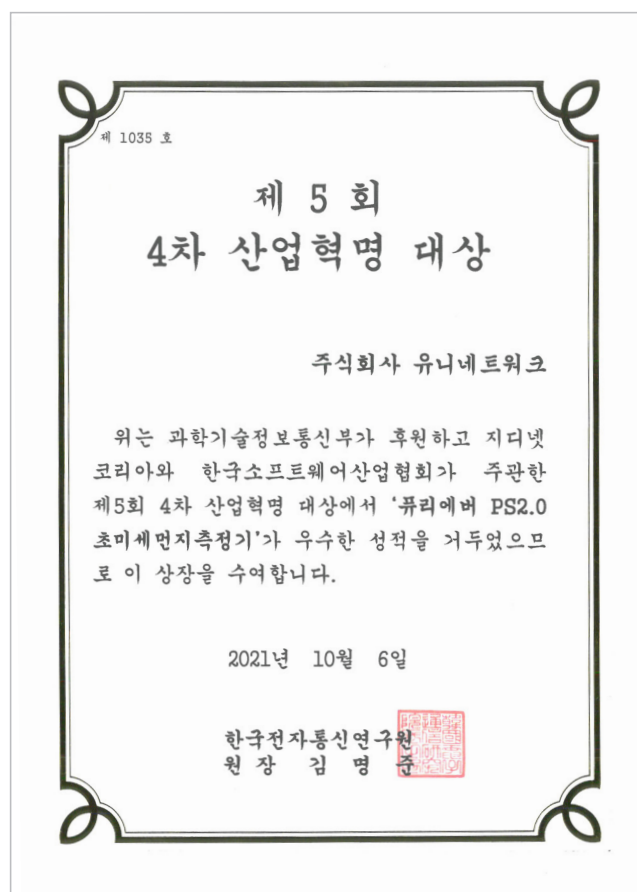 제 1035 호
제 5 회
4차 산업혁명 대상
주식회사 유니네트워크
위는 과학기술정보통신부가 후원하고 지디넷
코리아와 한국소프트웨어산업협회가 주관한
제5회 4차 산업혁명 대상에서 '퓨리에버 PS2.0
초미세먼지측정기'가 우수한 성적을 거두었으므
로 이 상장을 수여합니다.
2021년 10월 6일
한국전자통신연구원
원장 김명준